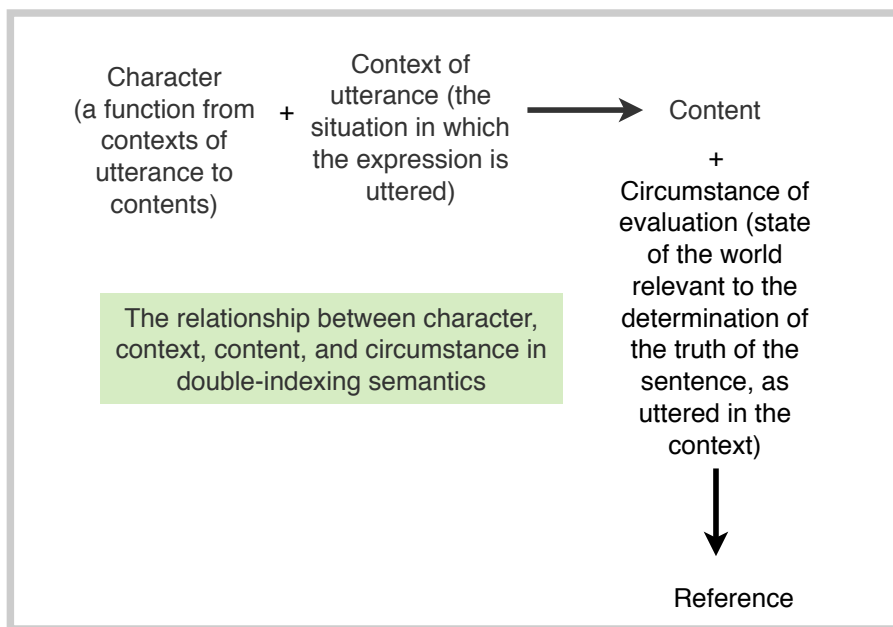 Character
(a function from
contexts of
utterance to
contents)
+
Context of
utterance (the
situation in which
the expression is
uttered)
Content
+
Circumstance of
evaluation (state
of the world
relevant to the
determination of
the truth of the
sentence, as
uttered in the
context)
The relationship between character,
context, content, and circumstance in
double-indexing semantics
Reference